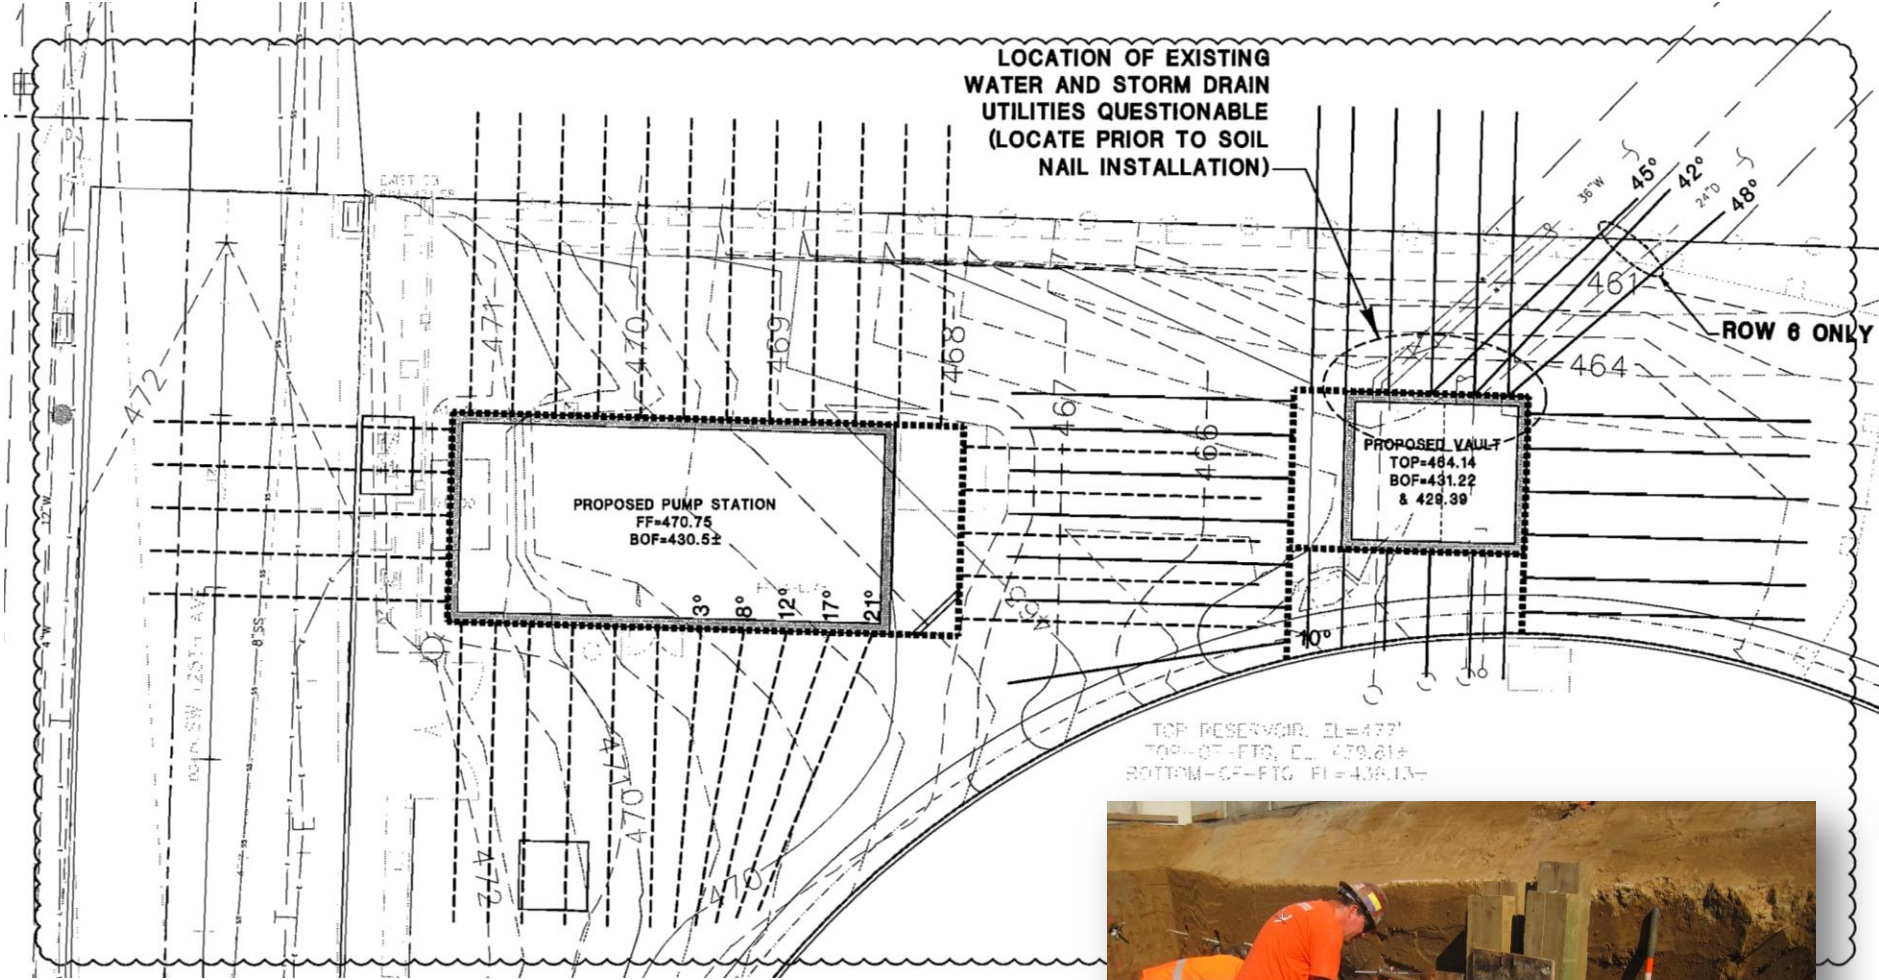 LOCATION OF EXISTING
WATER AND STORM DRAIN
UTILITIES QUESTIONABLE
(LOCATE PRIOR TO SOIL
NAIL INSTALLATION)
36"W
45°
42°
24"D
48°
461
ROW 6 ONLY
464
471
470
469
468
467
466
472
PROPOSED PUMP STATION
FF=470.75
BOF=430.5±
PROPOSED VAULT
TOP=464.14
BOF=431.22
& 429.39
3°
8°
12°
17°
21°
10°
12"W
4"W
8"SS
TOP RESERVOIR EL=477'
471
470
472
470